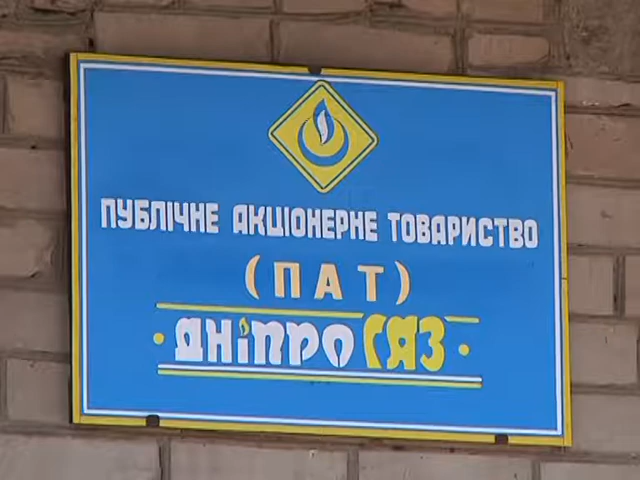 ПУБЛІЧНЕ АКЦІОНЕРНЕ ТОВАРИСТВО
(ПАТ)
• ДНІПРОГАЗ •